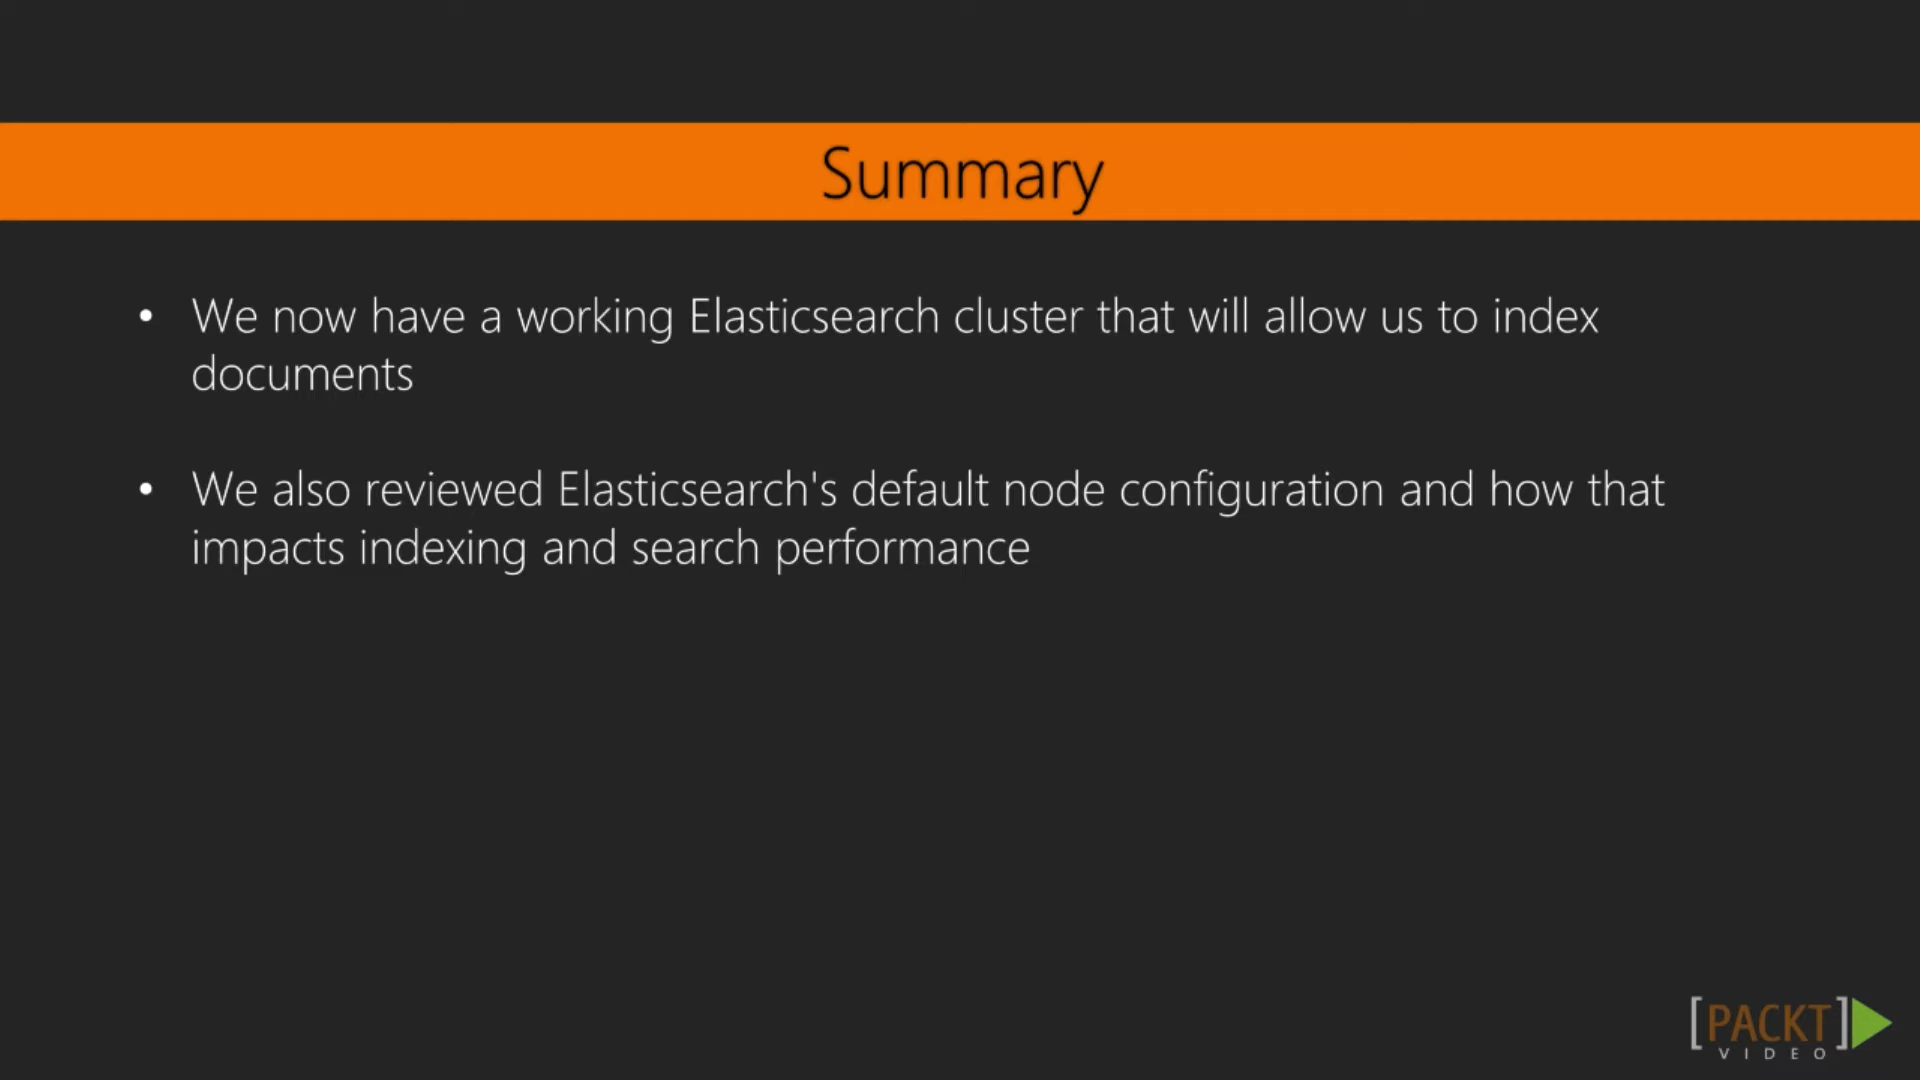 Summary
• We now have a working Elasticsearch cluster that will allow us to index
documents
• We also reviewed Elasticsearch's default node configuration and how that
impacts indexing and search performance
[PACKT]
VIDEO